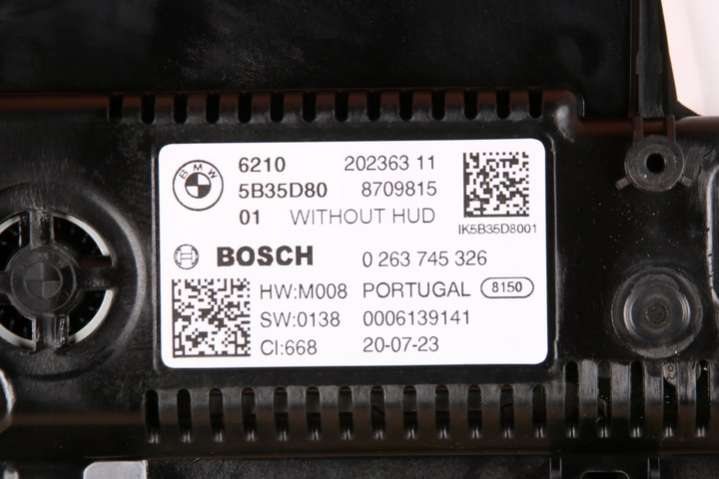 BMW
6210 202363 11
5B35D80 8709815
01 WITHOUT HUD
IK5B35D8001
BOSCH 0 263 745 326
HW:M008 PORTUGAL 8150
SW:0138 0006139141
CI:668 20-07-23